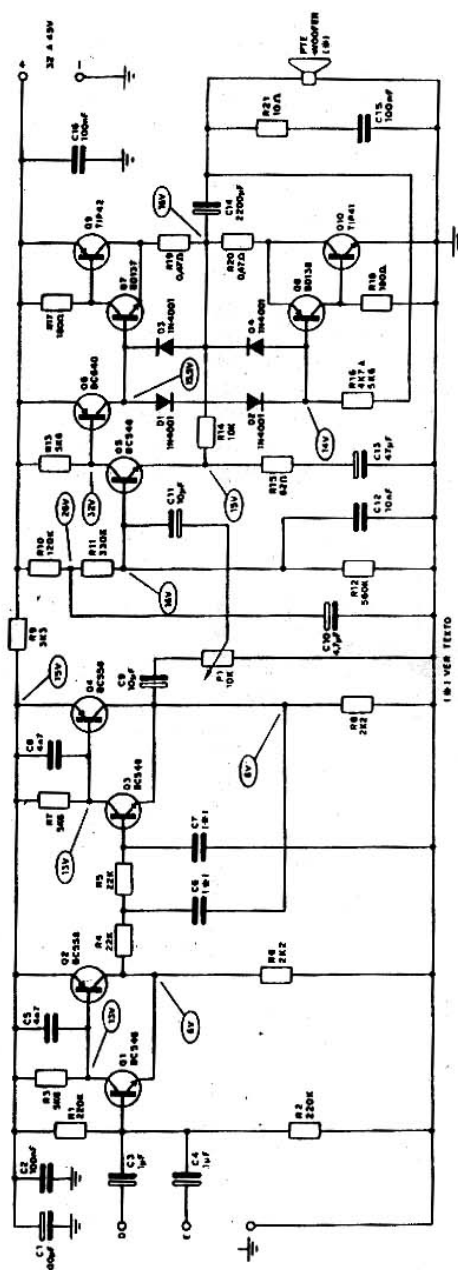 C1
C2
100nF
C3
1µF
C4
1µF
D
E
R1
220K
R2
220K
R3
5K6
C5
4n7
13V
Q1
BC548
Q2
BC558
6V
R6
2K2
R4
22K
R5
22K
C6
(*)
C7
(*)
R7
5K6
C8
4n7
13V
Q3
BC548
Q4
BC558
15V
C9
10µF
6V
R8
2K2
R9
3K3
P1
10K
C10
4,7µF
R10
120K
R11
330K
16V
R12
560K
C11
10µF
C12
10nF
R13
5K6
32V
Q5
BC546
Q6
BC640
15,5V
15V
R14
10K
R15
82Ω
C13
47µF
D1
1N4001
D2
1N4001
14V
R16
4K7 A
5K6
D3
1N4001
D4
1N4001
R17
180Ω
Q7
BD137
Q8
BD138
R18
180Ω
Q9
TIP42
Q10
TIP41
R19
0,47Ω
R20
0,47Ω
16V
C14
2200µF
C16
100nF
R21
10Ω
C15
100nF
FTE
WOOFER
(*)
+
32 A 45V
-
(*) VER TEXTO